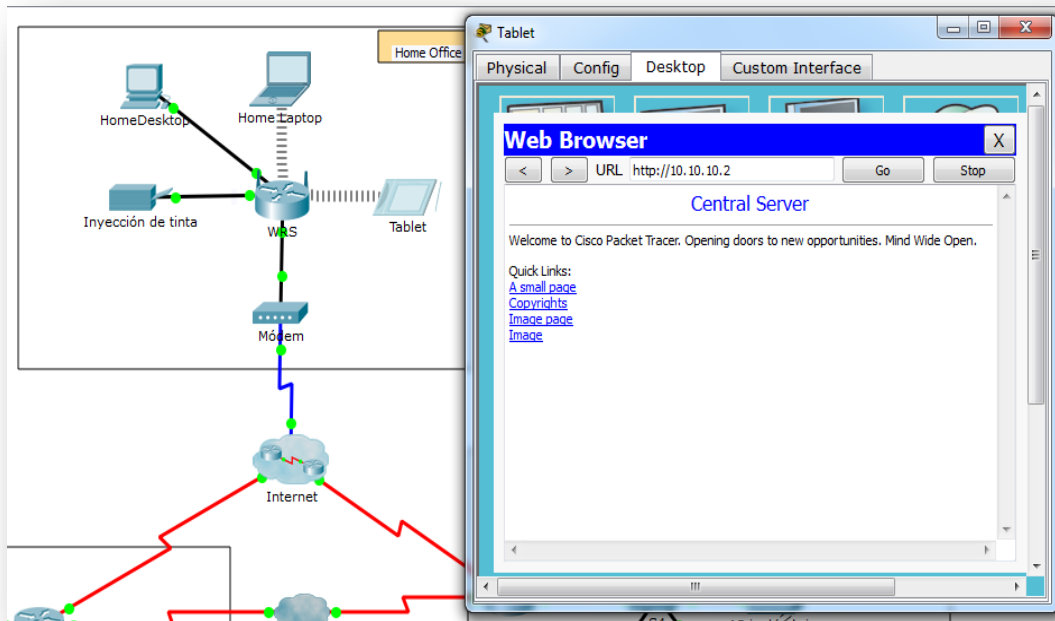 Home Office
HomeDesktop
Home Laptop
Inyección de tinta
WRS
Tablet
Módem
Internet
Tablet
X
Physical Config Desktop Custom Interface
Web Browser X
< > URL http://10.10.10.2 Go Stop
Central Server
Welcome to Cisco Packet Tracer. Opening doors to new opportunities. Mind Wide Open.
Quick Links:
A small page
Copyrights
Image page
Image